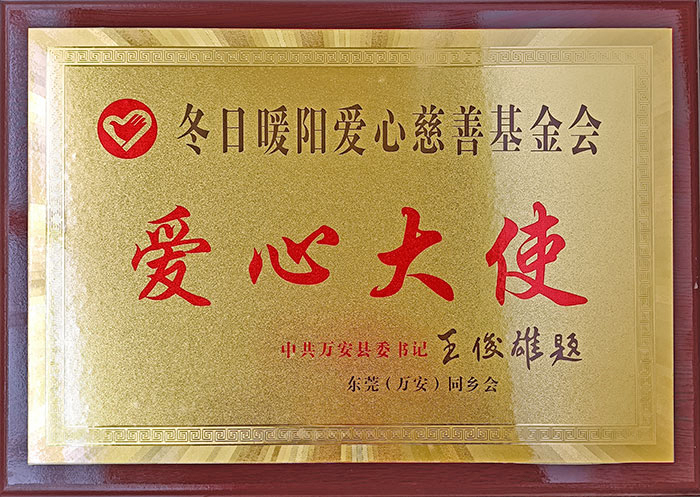 冬日暖阳爱心慈善基金会
爱心大使
中共万安县委书记 王俊雄题
东莞(万安)同乡会